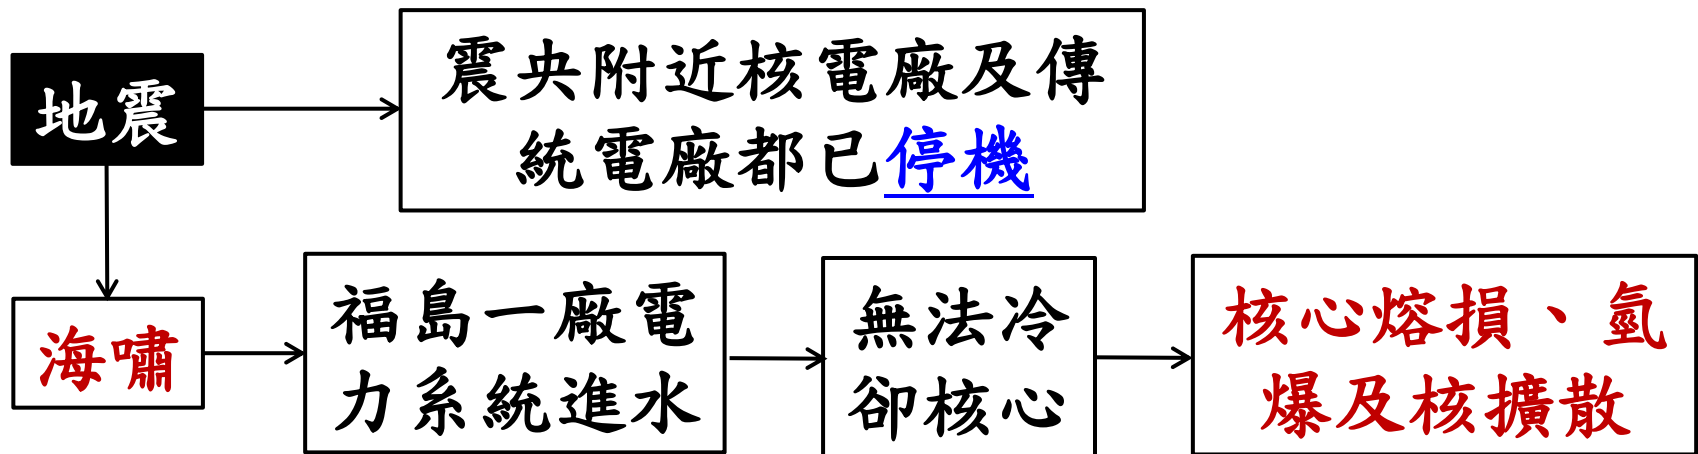 地震
震央附近核電廠及傳
統電廠都已停機
海嘯
福島一廠電
力系統進水
無法冷
卻核心
核心熔損、氫
爆及核擴散